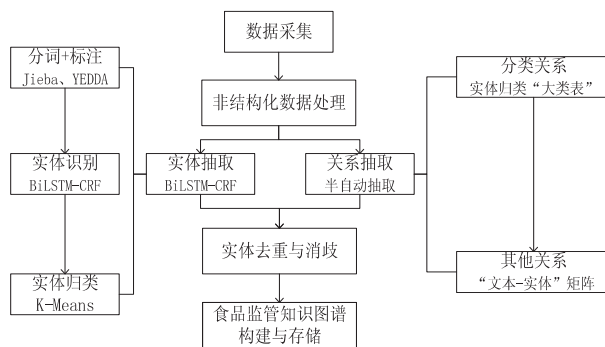 数据采集
分词+标注
Jieba、YEDDA
非结构化数据处理
分类关系
实体归类“大类表”
实体识别
BiLSTM-CRF
实体抽取
BiLSTM-CRF
关系抽取
半自动抽取
实体去重与消歧
实体归类
K-Means
其他关系
“文本-实体”矩阵
食品监管知识图谱
构建与存储